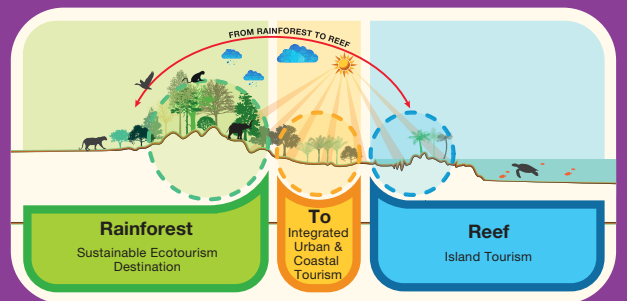 FROM RAINFOREST TO REEF
Rainforest
Sustainable Ecotourism
Destination
To
Integrated
Urban &
Coastal
Tourism
Reef
Island Tourism